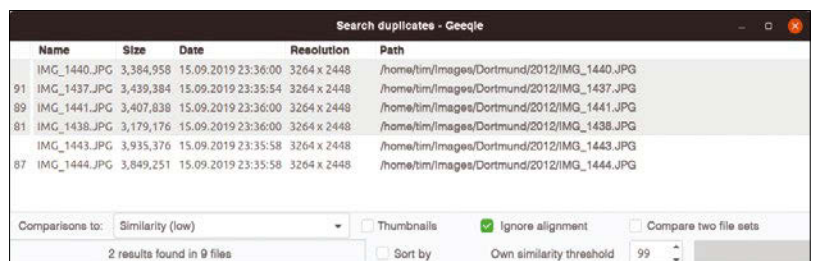 Search duplicates - Geeqie
Name Size Date Resolution Path
IMG_1440.JPG 3,384,958 15.09.2019 23:36:00 3264 x 2448 /home/tim/Images/Dortmund/2012/IMG_1440.JPG
91 IMG_1437.JPG 3,439,384 15.09.2019 23:35:54 3264 x 2448 /home/tim/Images/Dortmund/2012/IMG_1437.JPG
89 IMG_1441.JPG 3,407,838 15.09.2019 23:36:00 3264 x 2448 /home/tim/Images/Dortmund/2012/IMG_1441.JPG
81 IMG_1438.JPG 3,179,176 15.09.2019 23:36:00 3264 x 2448 /home/tim/Images/Dortmund/2012/IMG_1438.JPG
IMG_1443.JPG 3,935,376 15.09.2019 23:35:58 3264 x 2448 /home/tim/Images/Dortmund/2012/IMG_1443.JPG
87 IMG_1444.JPG 3,849,251 15.09.2019 23:35:58 3264 x 2448 /home/tim/Images/Dortmund/2012/IMG_1444.JPG
Comparisons to: Similarity (low) Thumbnails Ignore alignment Compare two file sets
2 results found in 9 files Sort by Own similarity threshold 99